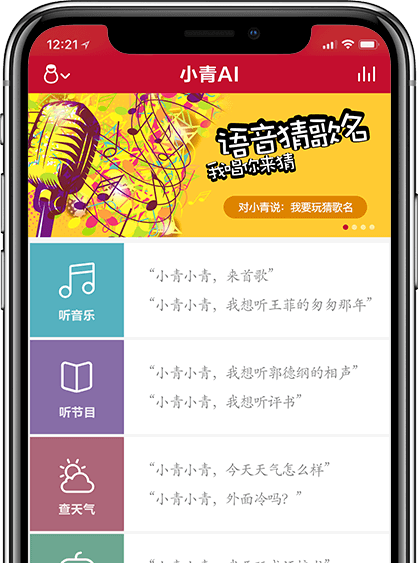 12:21
小青AI
语音猜歌名
我唱你来猜
对小青说：我要玩猜歌名
听音乐
“小青小青，来首歌”
“小青小青，我想听王菲的匆匆那年”
听节目
“小青小青，我想听郭德纲的相声”
“小青小青，我想听评书”
查天气
“小青小青，今天天气怎么样”
“小青小青，外面冷吗？”